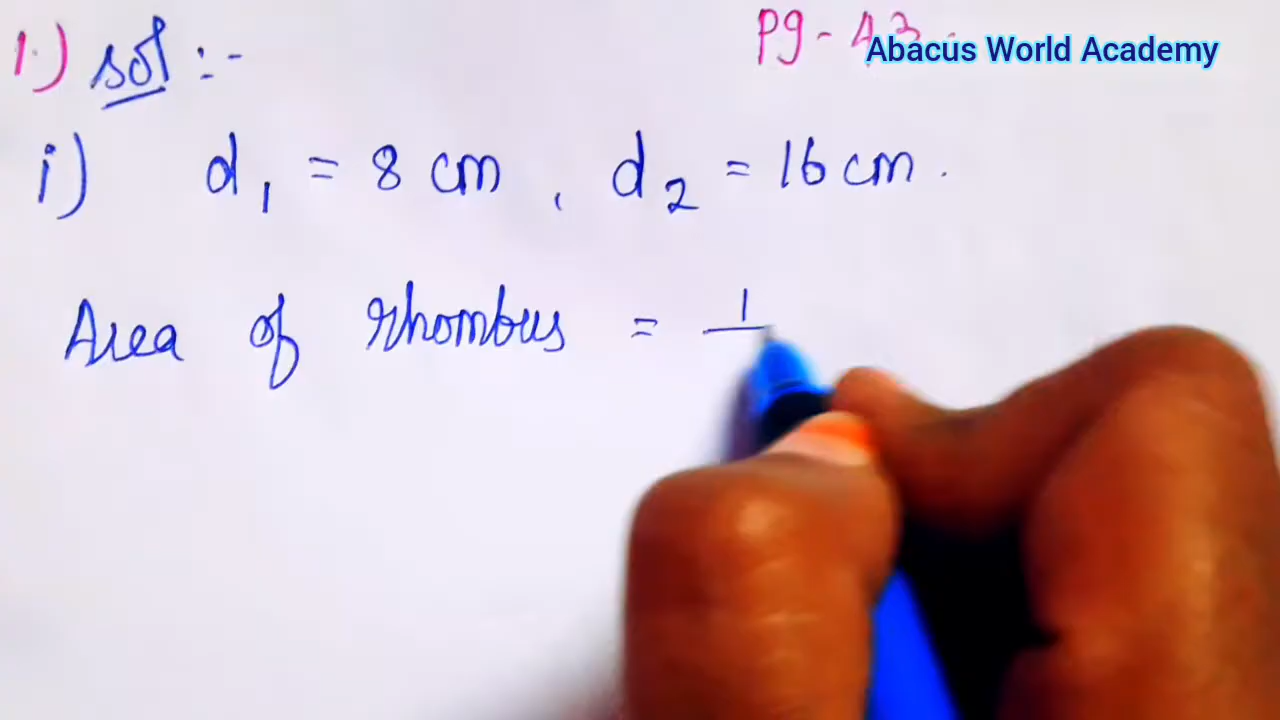 1.) sol :- Pg - 43
Abacus World Academy
i) d1 = 8 cm, d2 = 16 cm.
Area of rhombus = 1